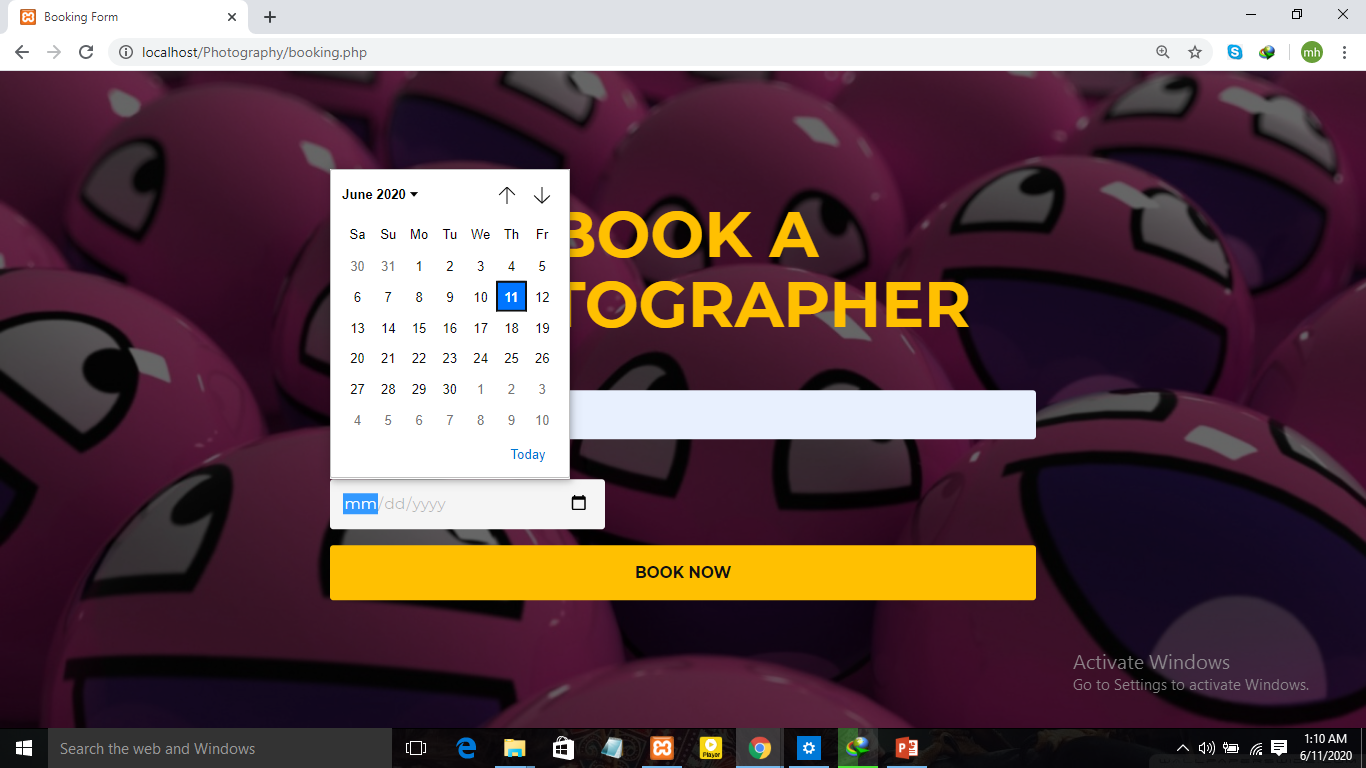 Booking Form
localhost/Photography/booking.php
mh
June 2020
Sa Su Mo Tu We Th Fr
30 31 1 2 3 4 5
6 7 8 9 10 11 12
13 14 15 16 17 18 19
20 21 22 23 24 25 26
27 28 29 30 1 2 3
4 5 6 7 8 9 10
Today
BOOK A
TOGRAPHER
mm/dd/yyyy
BOOK NOW
Activate Windows
Go to Settings to activate Windows.
Search the web and Windows
Player
1:10 AM
6/11/2020